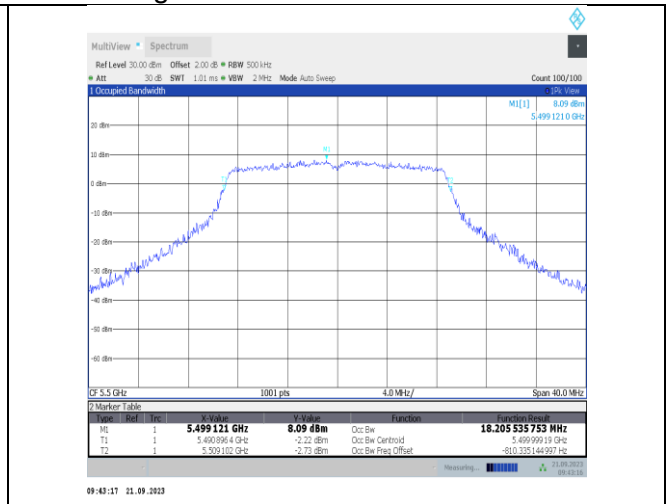 MultiView Spectrum
Ref Level 30.00 dBm Offset 2.00 dB RBW 500 kHz
Att 30 dB SWT 1.01 ms VBW 2 MHz Mode Auto Sweep Count 100/100
1 Occupied Bandwidth 1Pk View
M1[1] 8.09 dBm
5.4991210 GHz
20 dBm
M1
10 dBm
T1 T2
0 dBm
-10 dBm
-20 dBm
-30 dBm
-40 dBm
-50 dBm
-60 dBm
CF 5.5 GHz 1001 pts 4.0 MHz/ Span 40.0 MHz
2 Marker Table
Type Ref Trc X-Value Y-Value Function Function Result
M1 1 5.499 121 GHz 8.09 dBm Occ Bw 18.205 535 753 MHz
T1 1 5.490 896 4 GHz -2.22 dBm Occ Bw Centroid 5.499 999 19 GHz
T2 1 5.509 102 GHz -2.73 dBm Occ Bw Freq Offset -810.335 144 997 Hz
Measuring... 21.09.2023
09:43:16
09:43:17 21.09.2023